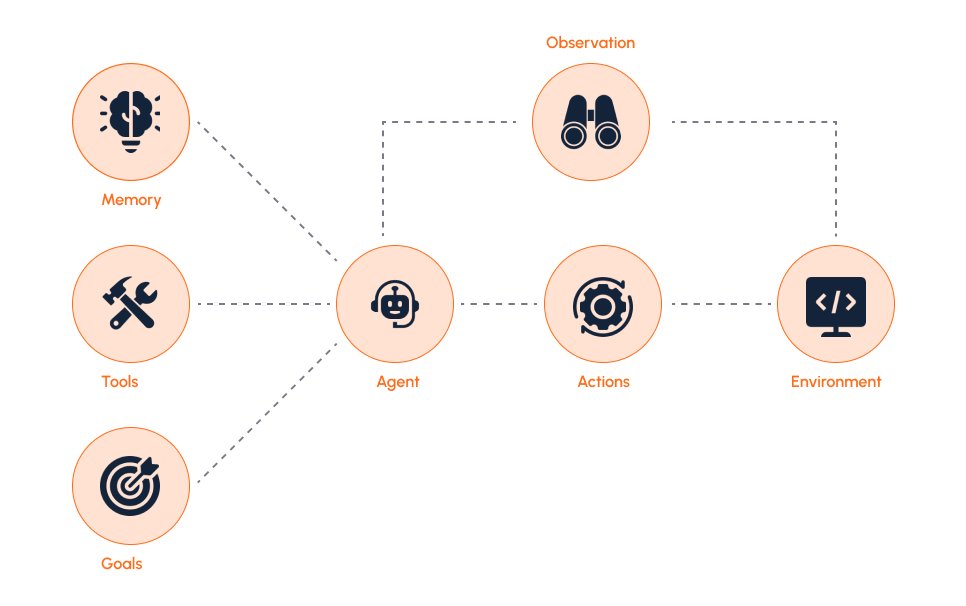 Observation
Memory
Tools
Agent
Actions
Environment
Goals